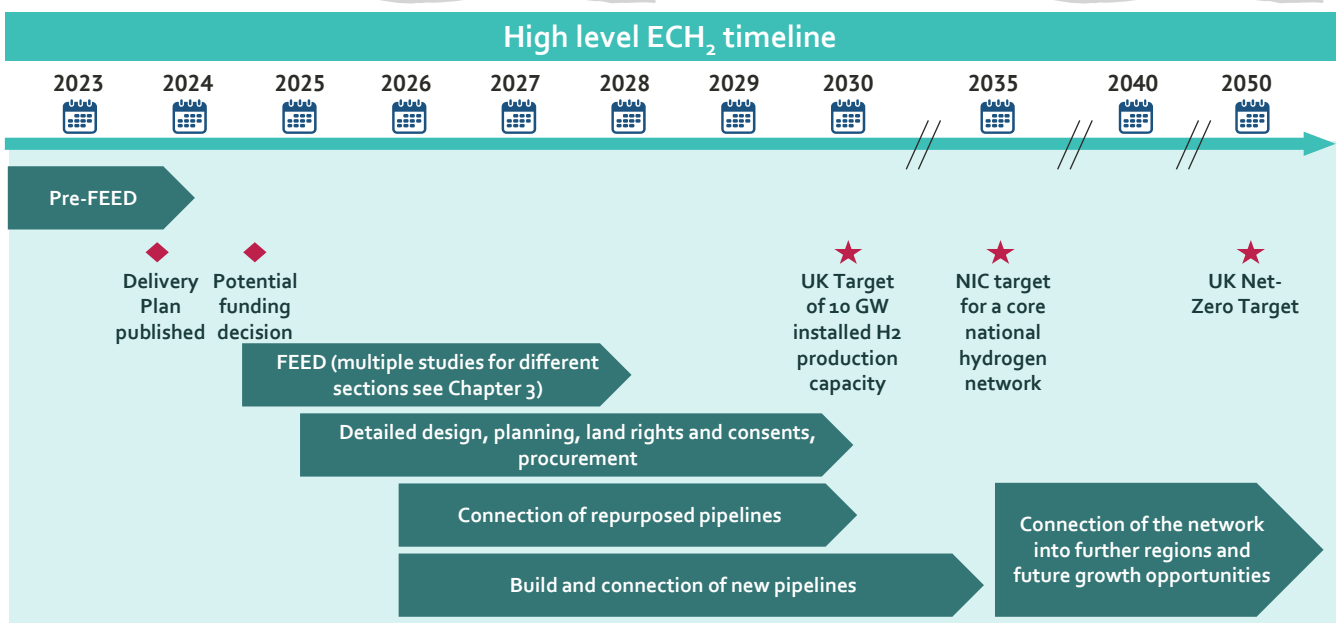 High level ECH₂ timeline
2023 2024 2025 2026 2027 2028 2029 2030 2035 2040 2050
Pre-FEED
Delivery
Plan
published
Potential
funding
decision
UK Target
of 10 GW
installed H2
production
capacity
NIC target
for a core
national
hydrogen
network
UK Net-
Zero Target
FEED (multiple studies for different
sections see Chapter 3)
Detailed design, planning, land rights and consents,
procurement
Connection of repurposed pipelines
Build and connection of new pipelines
Connection of the network
into further regions and
future growth opportunities